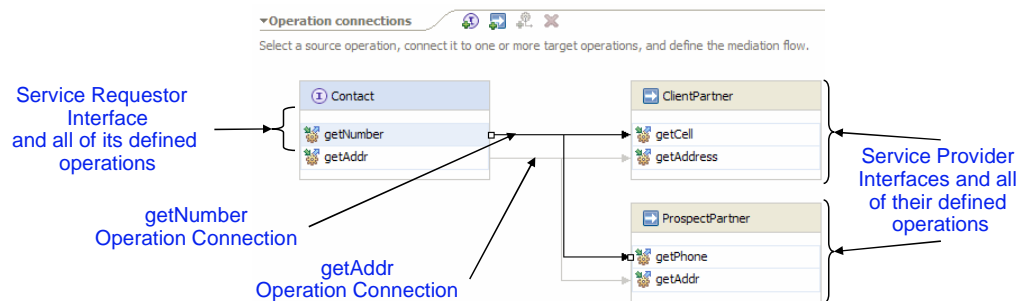 Operation connections
Select a source operation, connect it to one or more target operations, and define the mediation flow.
Service Requestor
Interface
and all of its defined
operations
Contact
getNumber
getAddr
ClientPartner
getCell
getAddress
ProspectPartner
getPhone
getAddr
Service Provider
Interfaces and all
of their defined
operations
getNumber
Operation Connection
getAddr
Operation Connection